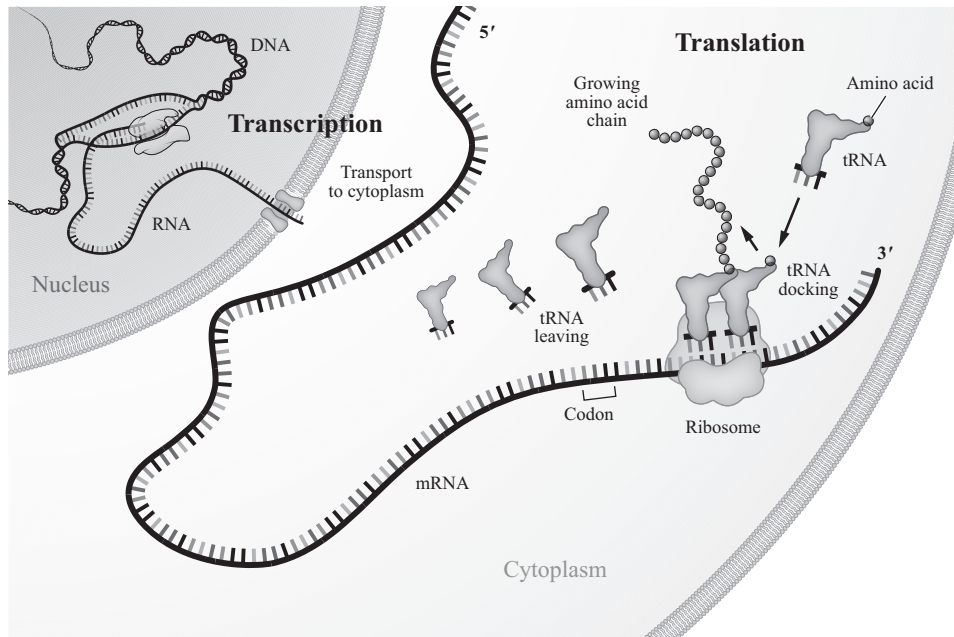 DNA
5′
Translation
Growing
amino acid
chain
Amino acid
Transcription
tRNA
Transport
to cytoplasm
RNA
3′
Nucleus
tRNA
docking
tRNA
leaving
Codon
Ribosome
mRNA
Cytoplasm